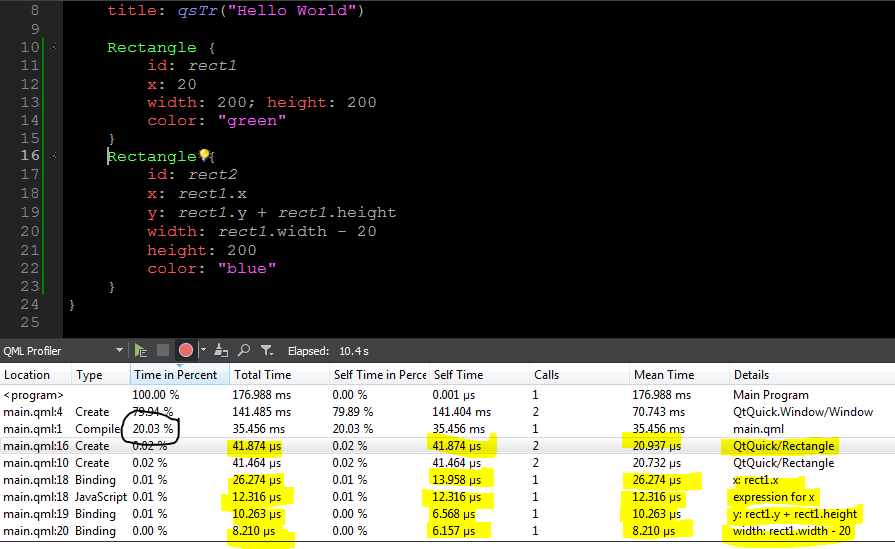 8 title: qsTr("Hello World")
9
10 Rectangle {
11 id: rect1
12 x: 20
13 width: 200; height: 200
14 color: "green"
15 }
16 Rectangle {
17 id: rect2
18 x: rect1.x
19 y: rect1.y + rect1.height
20 width: rect1.width - 20
21 height: 200
22 color: "blue"
23 }
24 }
25
QML Profiler Elapsed: 10.4 s
Location Type Time in Percent Total Time Self Time in Perce Self Time Calls Mean Time Details
<program> 100.00 % 176.988 ms 0.00 % 0.001 µs 1 176.988 ms Main Program
main.qml:4 Create 79.94 % 141.485 ms 79.89 % 141.404 ms 2 70.743 ms QtQuick.Window/Window
main.qml:1 Compile 20.03 % 35.456 ms 20.03 % 35.456 ms 1 35.456 ms main.qml
main.qml:16 Create 0.02 % 41.874 µs 0.02 % 41.874 µs 2 20.937 µs QtQuick/Rectangle
main.qml:10 Create 0.02 % 41.464 µs 0.02 % 41.464 µs 2 20.732 µs QtQuick/Rectangle
main.qml:18 Binding 0.01 % 26.274 µs 0.01 % 13.958 µs 1 26.274 µs x: rect1.x
main.qml:18 JavaScript 0.01 % 12.316 µs 0.01 % 12.316 µs 1 12.316 µs expression for x
main.qml:19 Binding 0.01 % 10.263 µs 0.00 % 6.568 µs 1 10.263 µs y: rect1.y + rect1.height
main.qml:20 Binding 0.00 % 8.210 µs 0.00 % 6.157 µs 1 8.210 µs width: rect1.width - 20